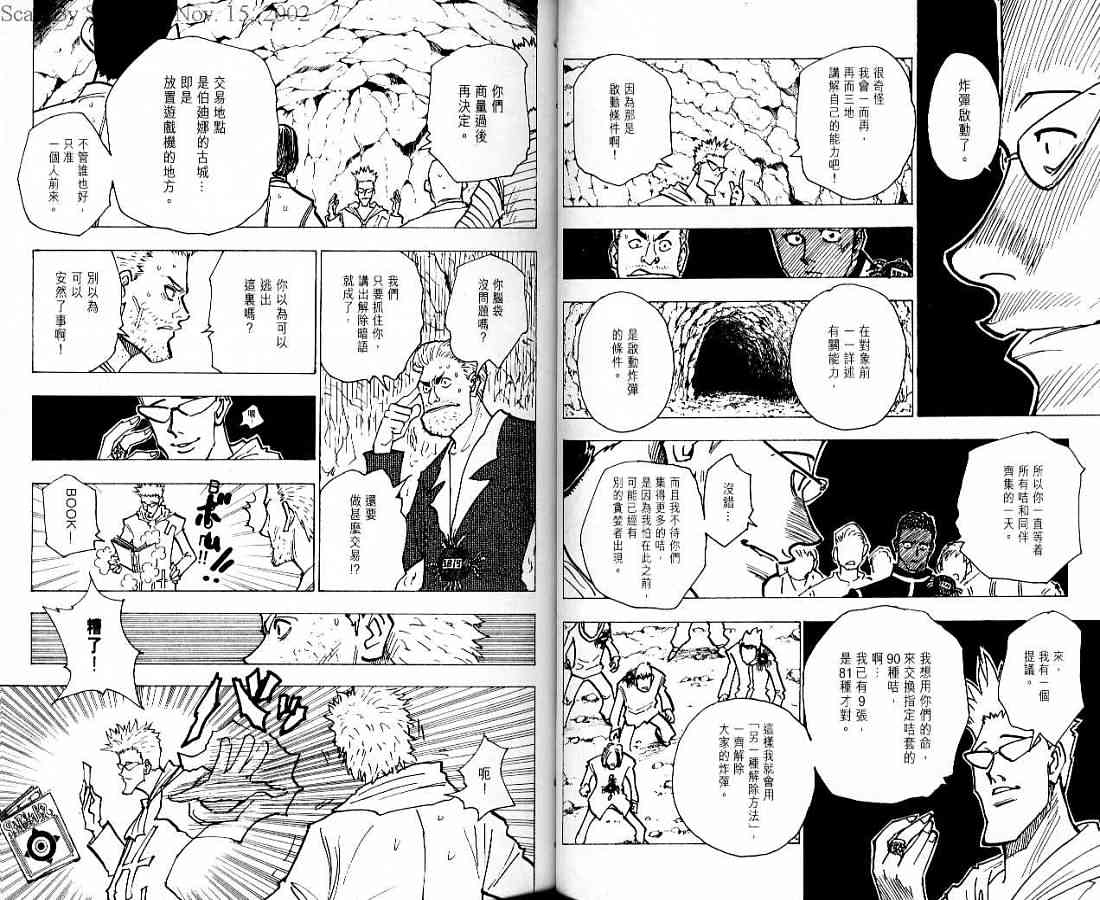 Scan By S
Nov. 15, 2002
炸彈啟動了。
很奇怪
我會一而再,
再而三地
講解自己的能力吧!
因為那是
啟動條件啊!
在對象前
一一詳述
有關能力,
是啟動炸彈
的條件。
所以你一直等着
所有咭和同伴
齊集的一天。
沒錯…
而且我不待你們
集得更多的咭,
是因為我怕在此之前,
可能已經有
別的貪婪者出現。
來,
我有一個
提議。
我想用你們的命,
來交換指定咭套的
90種咭,
啊…
我已有9張,
是81種才對。
這樣我就會用
「另一種解除方法」,
一齊解除
大家的炸彈。
你們
商量過後
再決定。
交易地點
是伯迪娜的古城…
即是
放置遊戲機的地方。
不管誰也好,
只准
一個人前來。
你腦袋
沒問題嗎?
我們
只要抓住你,
講出解除暗語
就成了,
還要
做甚麼交易!?
3815
你以為可以
逃出
這裏嗎?
別以為
可以
安然了事啊!
BOOK—
ボッ!!
糟了!
バッ
呃!